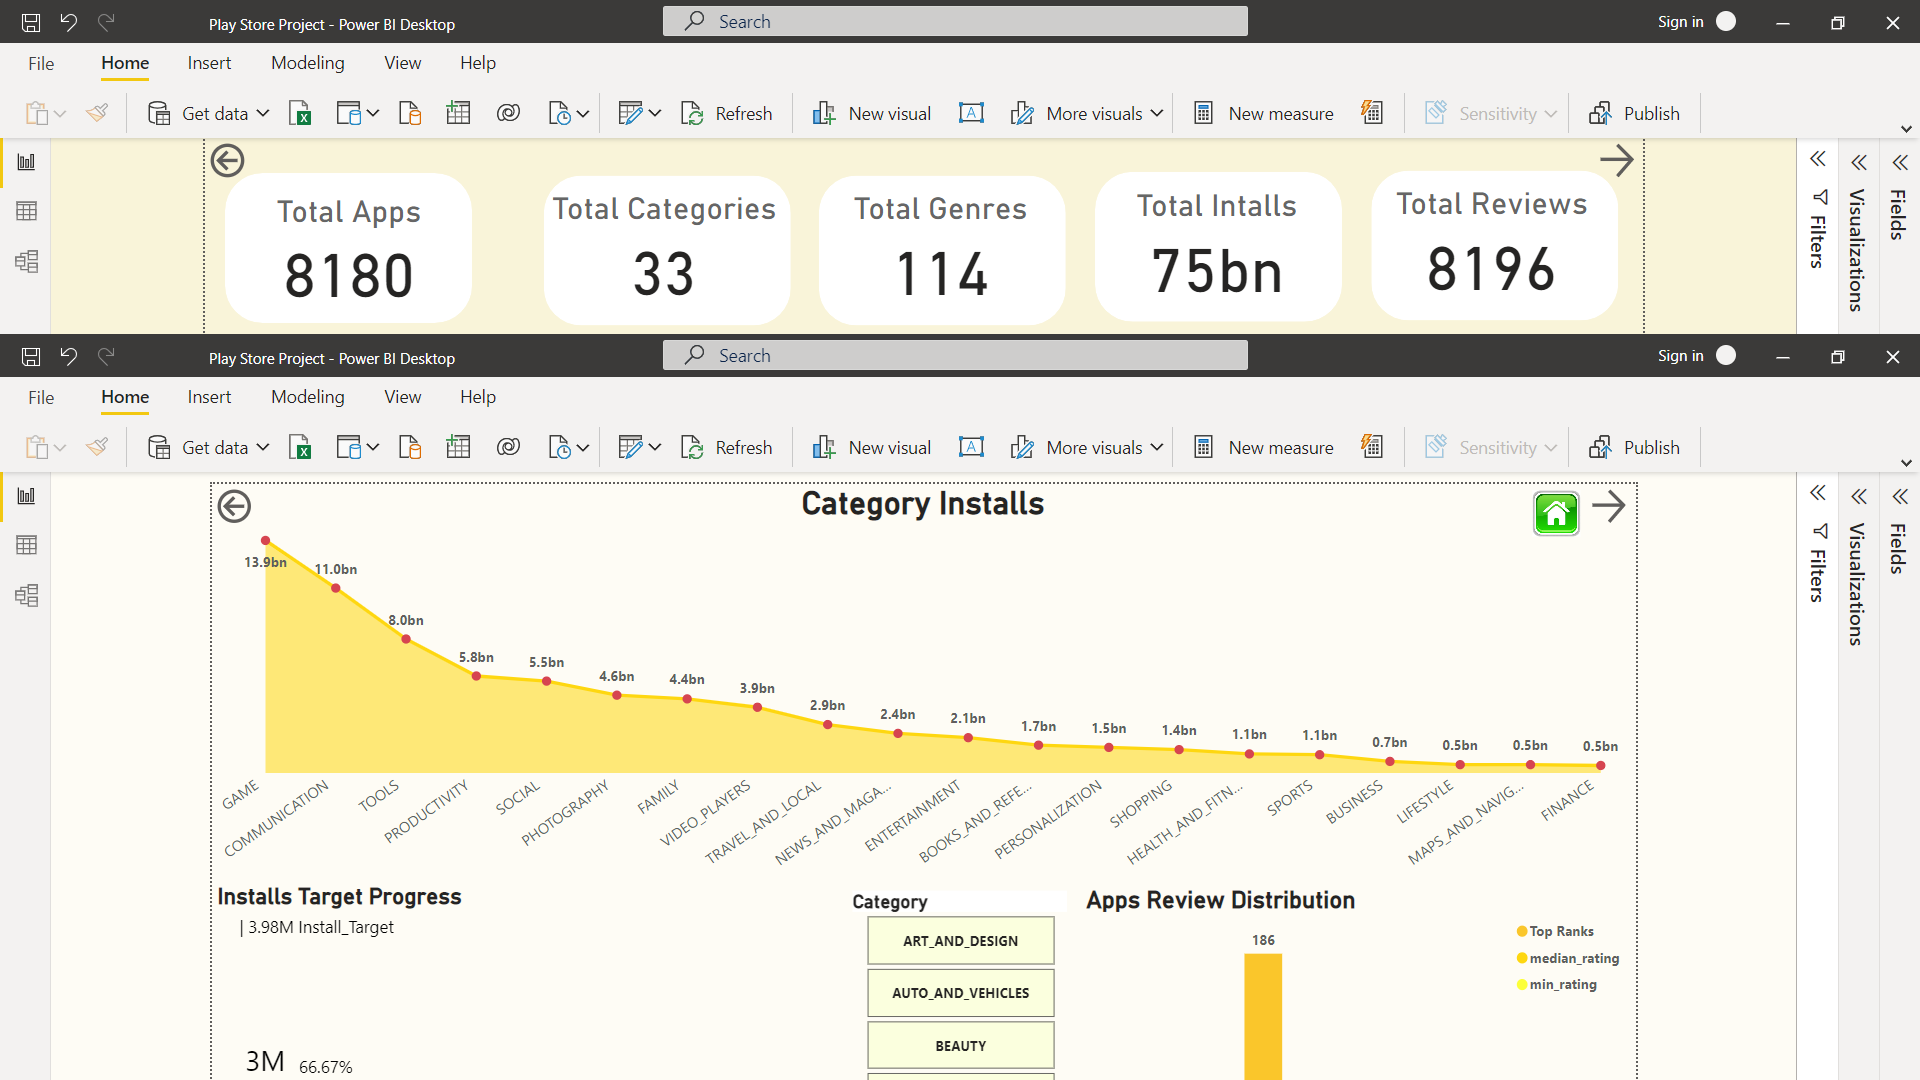 Play Store Project - Power BI Desktop
Search
Sign in
File Home Insert Modeling View Help
Get data Refresh New visual More visuals New measure Sensitivity Publish
Total Apps
8180
Total Categories
33
Total Genres
114
Total Intalls
75bn
Total Reviews
8196
Filters
Visualizations
Fields
Play Store Project - Power BI Desktop
Search
Sign in
File Home Insert Modeling View Help
Get data Refresh New visual More visuals New measure Sensitivity Publish
Category Installs
13.9bn 11.0bn 8.0bn 5.8bn 5.5bn 4.6bn 4.4bn 3.9bn 2.9bn 2.4bn 2.1bn 1.7bn 1.5bn 1.4bn 1.1bn 1.1bn 0.7bn 0.5bn 0.5bn 0.5bn
GAME
COMMUNICATION
TOOLS
PRODUCTIVITY
SOCIAL
PHOTOGRAPHY
FAMILY
VIDEO_PLAYERS
TRAVEL_AND_LOCAL
NEWS_AND_MAGA...
ENTERTAINMENT
BOOKS_AND_REFE...
PERSONALIZATION
SHOPPING
HEALTH_AND_FITN...
SPORTS
BUSINESS
LIFESTYLE
MAPS_AND_NAVIG...
FINANCE
Installs Target Progress
| 3.98M Install_Target
3M 66.67%
Category
ART_AND_DESIGN
AUTO_AND_VEHICLES
BEAUTY
Apps Review Distribution
186
Top Ranks
median_rating
min_rating
Filters
Visualizations
Fields